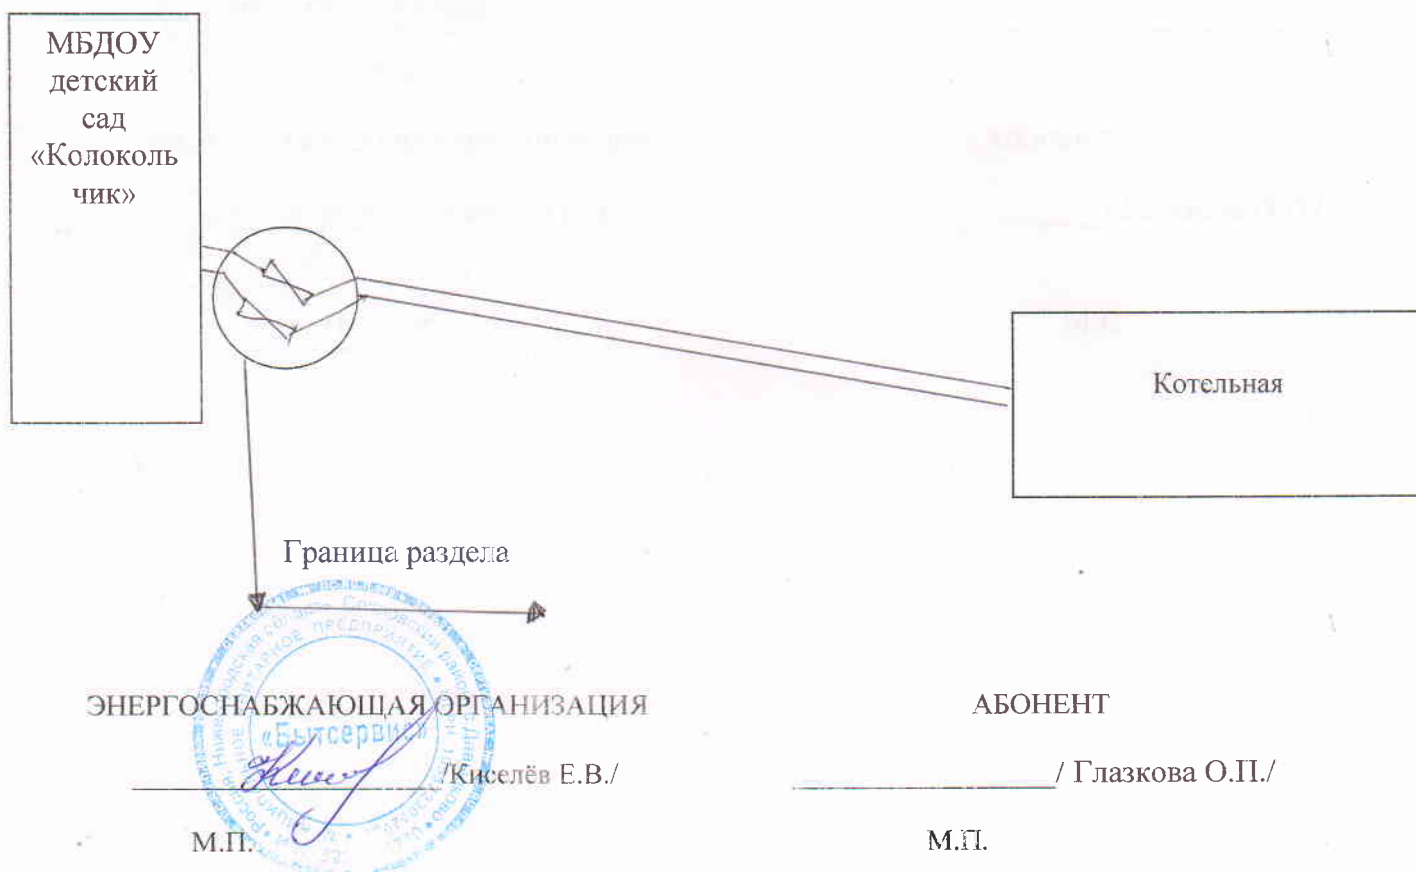 МБДОУ
детский
сад
«Колоколь
чик»
Котельная
Граница раздела
ЭНЕРГОСНАБЖАЮЩАЯ ОРГАНИЗАЦИЯ
АБОНЕНТ
«Бытсервис»
/Киселёв Е.В./
/ Глазкова О.П./
М.П.
М.П.